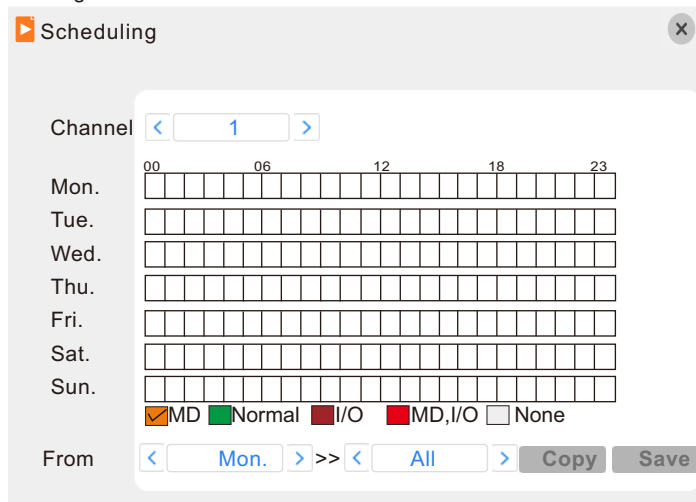 Scheduling
Channel < 1 >
00 06 12 18 23
Mon.
Tue.
Wed.
Thu.
Fri.
Sat.
Sun.
MD Normal I/O MD,I/O None
From < Mon. > >> < All > Copy Save